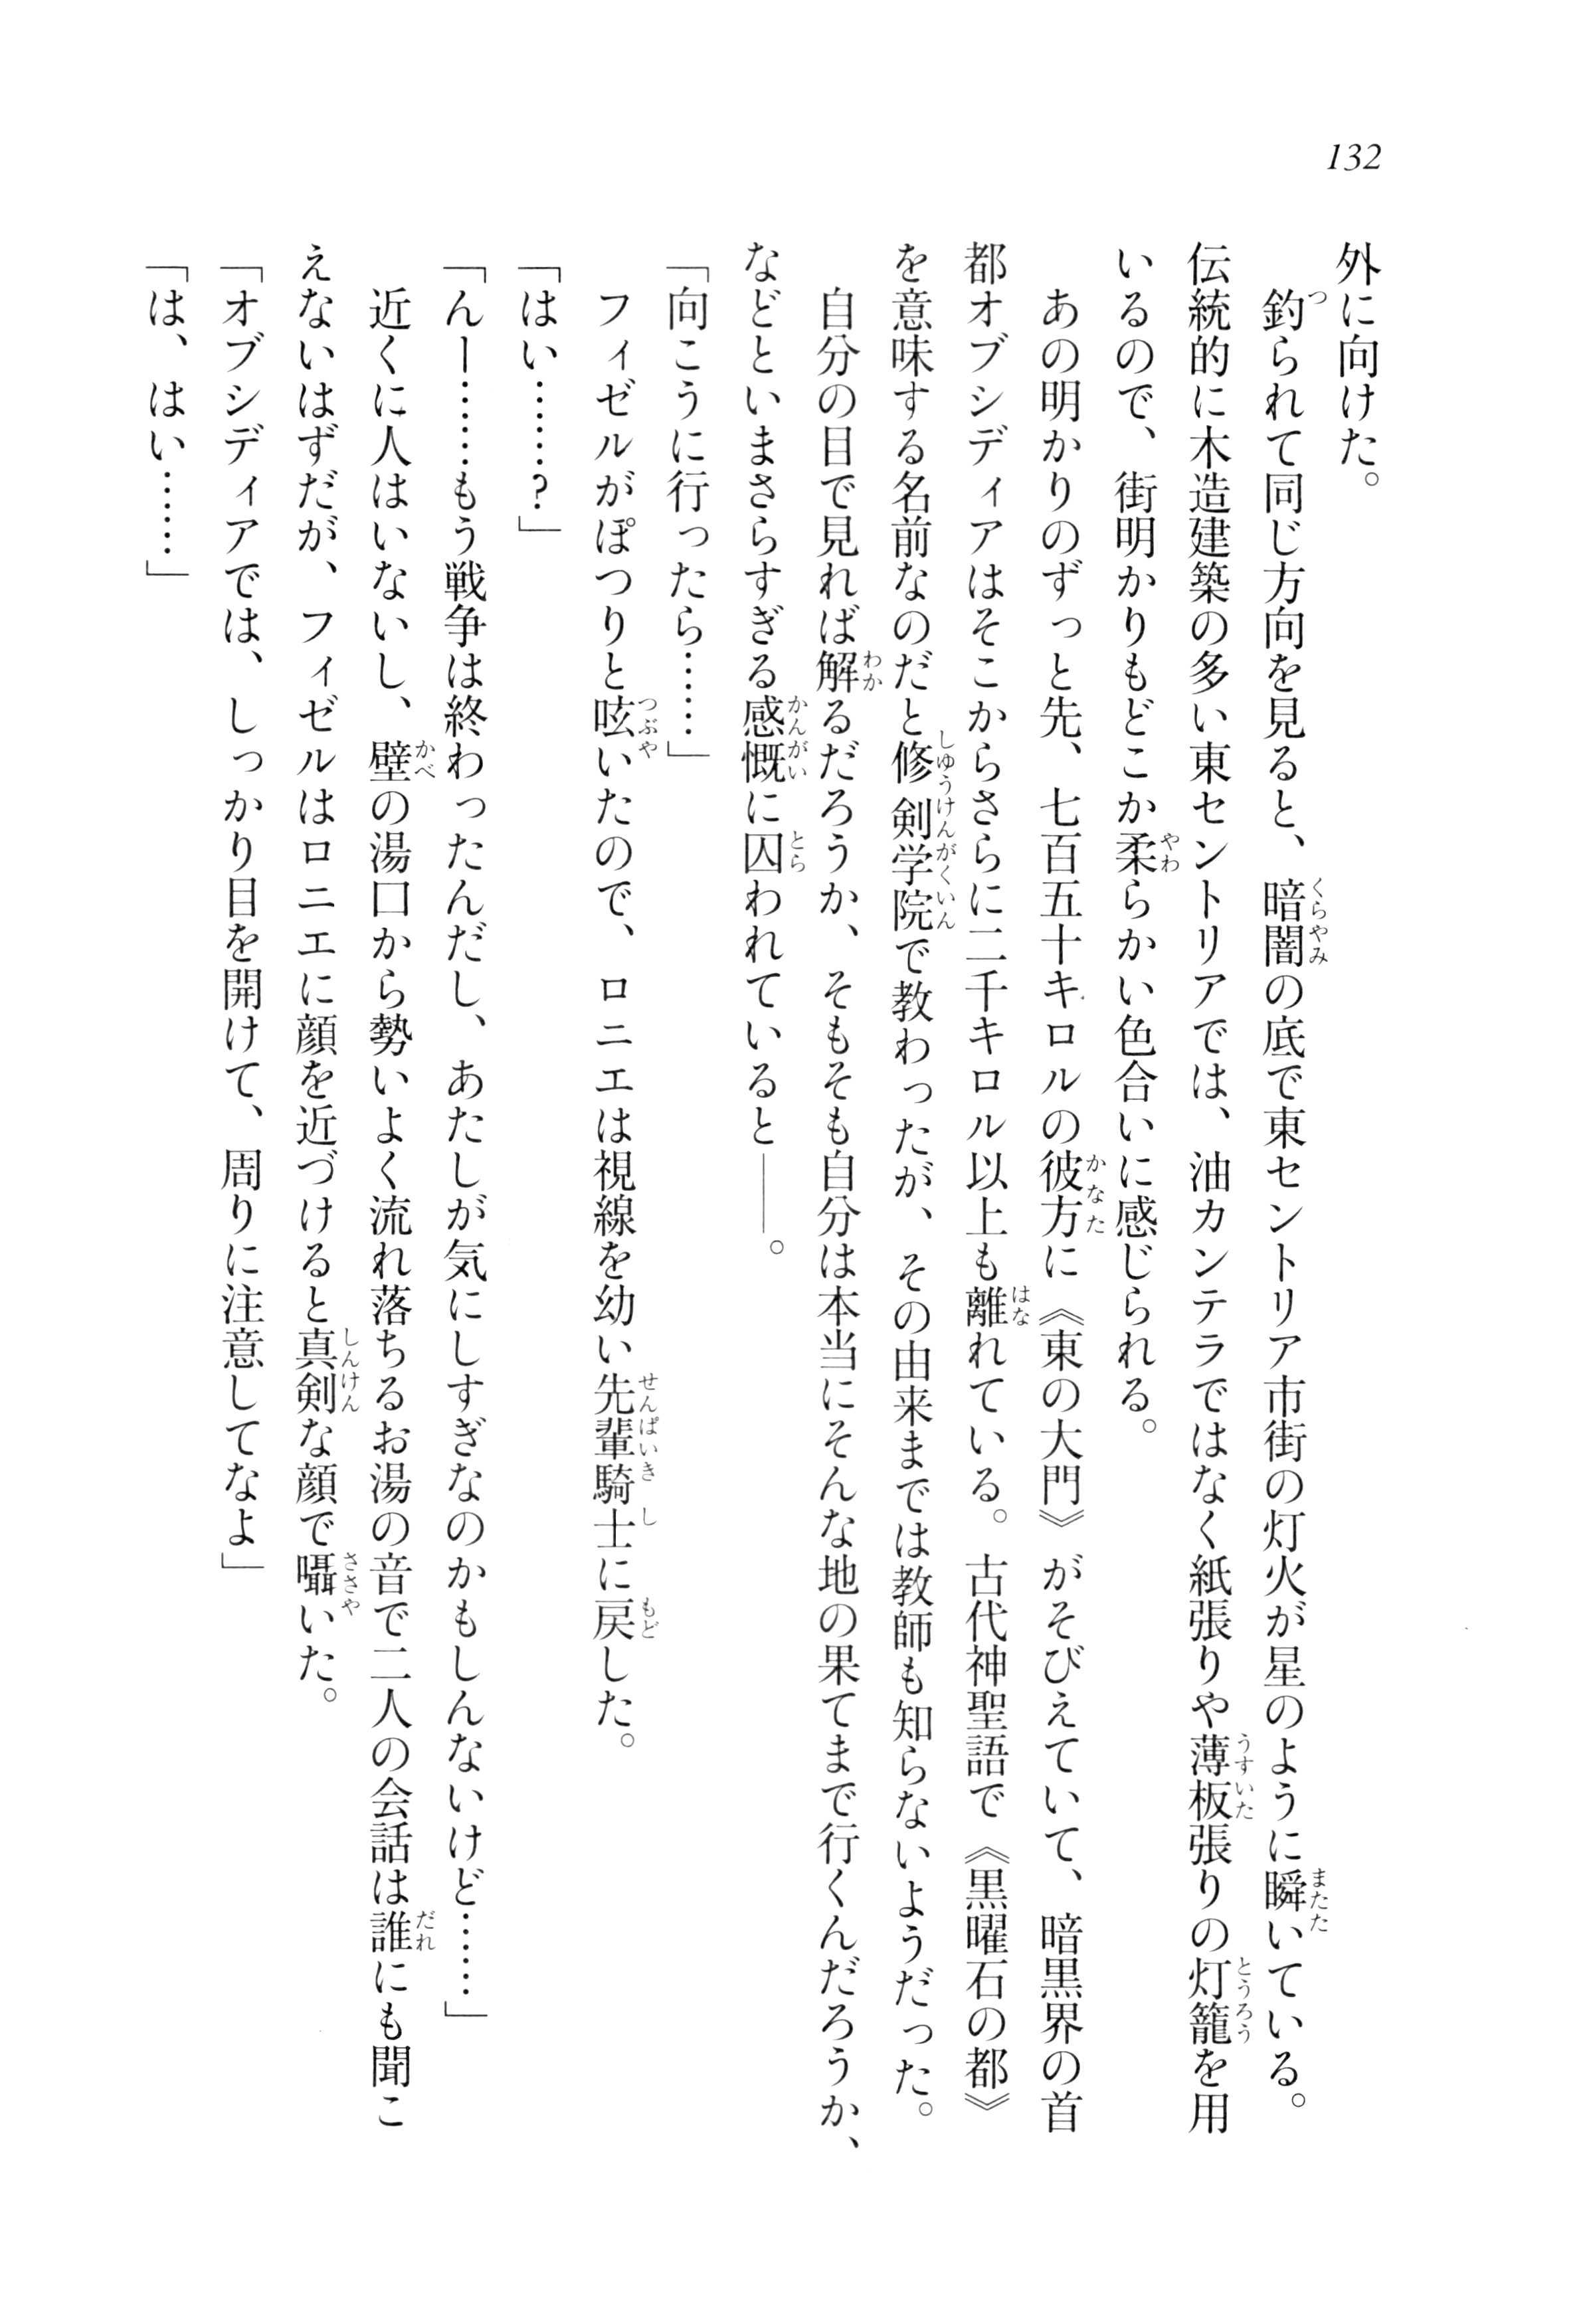 132
外に向けた。
　釣られて同じ方向を見ると、暗闇の底で東セントリア市街の灯火が星のように瞬いている。
伝統的に木造建築の多い東セントリアでは、油カンテラではなく紙張りや薄板張りの灯籠を用
いるので、街明かりもどこか柔らかい色合いに感じられる。
　あの明かりのずっと先、七百五十キロルの彼方に《東の大門》がそびえていて、暗黒界の首
都オブシディアはそこからさらに二千キロル以上も離れている。古代神聖語で《黒曜石の都》
を意味する名前なのだと修剣学院で教わったが、その由来までは教師も知らないようだった。
　自分の目で見れば解るだろうか、そもそも自分は本当にそんな地の果てまで行くんだろうか、
などといまさらすぎる感慨に囚われていると――。
「向こうに行ったら……」
　フィゼルがぽつりと呟いたので、ロニエは視線を幼い先輩騎士に戻した。
「はい……？」
「んー……もう戦争は終わったんだし、あたしが気にしすぎなのかもしんないけど……」
　近くに人はいないし、壁の湯口から勢いよく流れ落ちるお湯の音で二人の会話は誰にも聞こ
えないはずだが、フィゼルはロニエに顔を近づけると真剣な顔で囁いた。
「オブシディアでは、しっかり目を開けて、周りに注意してなよ」
「は、はい……」